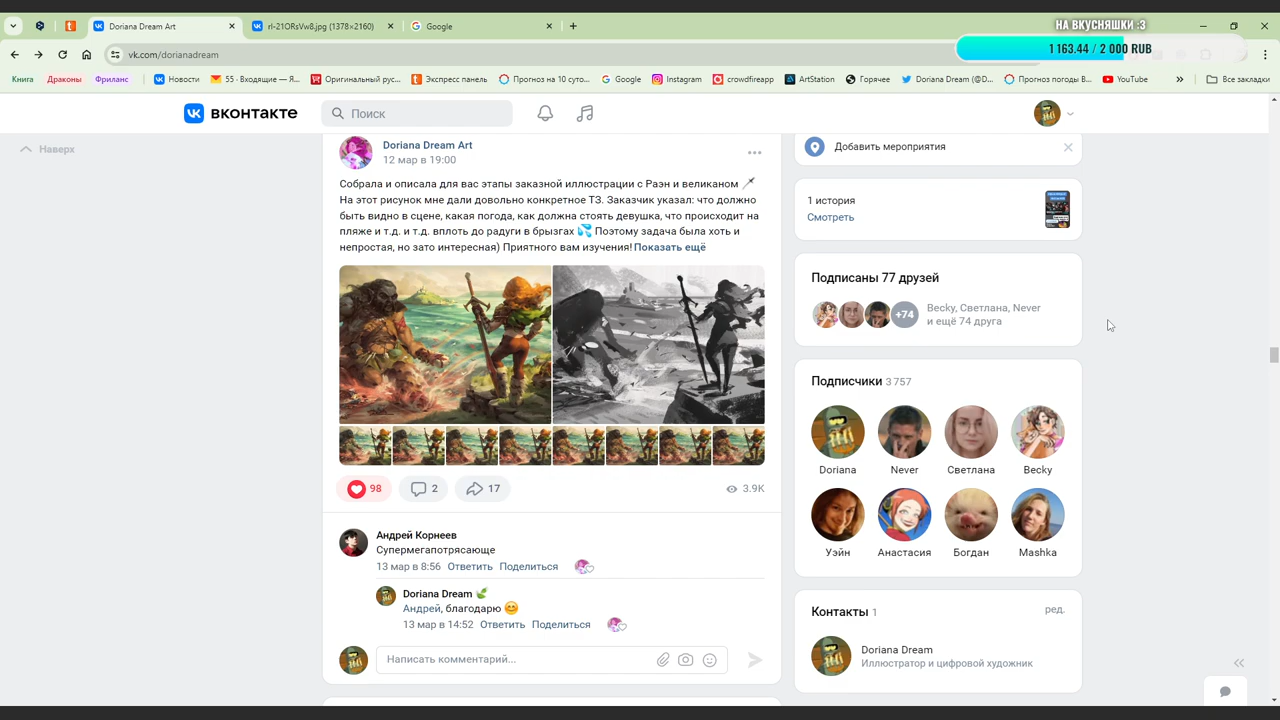 Doriana Dream Art
rl-21ORsVw8.jpg (1378×2160)
Google
НА ВКУСНЯШКИ :3
vk.com/dorianadream
1 163.44 / 2 000 RUB
Книга
Драконы
Фриланс
Новости
55 · Входящие — Я...
Оригинальный рус...
Экспресс панель
Прогноз на 10 суто...
Google
Instagram
crowdfireapp
ArtStation
Горячее
Doriana Dream (@D...
Прогноз погоды В...
YouTube
Все закладки
вконтакте
Поиск
Наверх
Doriana Dream Art
12 мар в 19:00
Собрала и описала для вас этапы заказной иллюстрации с Раэн и великаном
На этот рисунок мне дали довольно конкретное ТЗ. Заказчик указал: что должно
быть видно в сцене, какая погода, как должна стоять девушка, что происходит на
пляже и т.д. и т.д. вплоть до радуги в брызгах 💦 Поэтому задача была хоть и
непростая, но зато интересная) Приятного вам изучения! Показать ещё
98
2
17
3.9K
Андрей Корнеев
Супермегапотрясающе
13 мар в 8:56 Ответить Поделиться
Doriana Dream 🌿
Андрей, благодарю 😊
13 мар в 14:52 Ответить Поделиться
Написать комментарий...
Добавить мероприятия
1 история
Смотреть
Подписаны 77 друзей
+74
Becky, Светлана, Never
и ещё 74 друга
Подписчики 3 757
Doriana
Never
Светлана
Becky
Уэйн
Анастасия
Богдан
Mashka
Контакты 1
ред.
Doriana Dream
Иллюстратор и цифровой художник